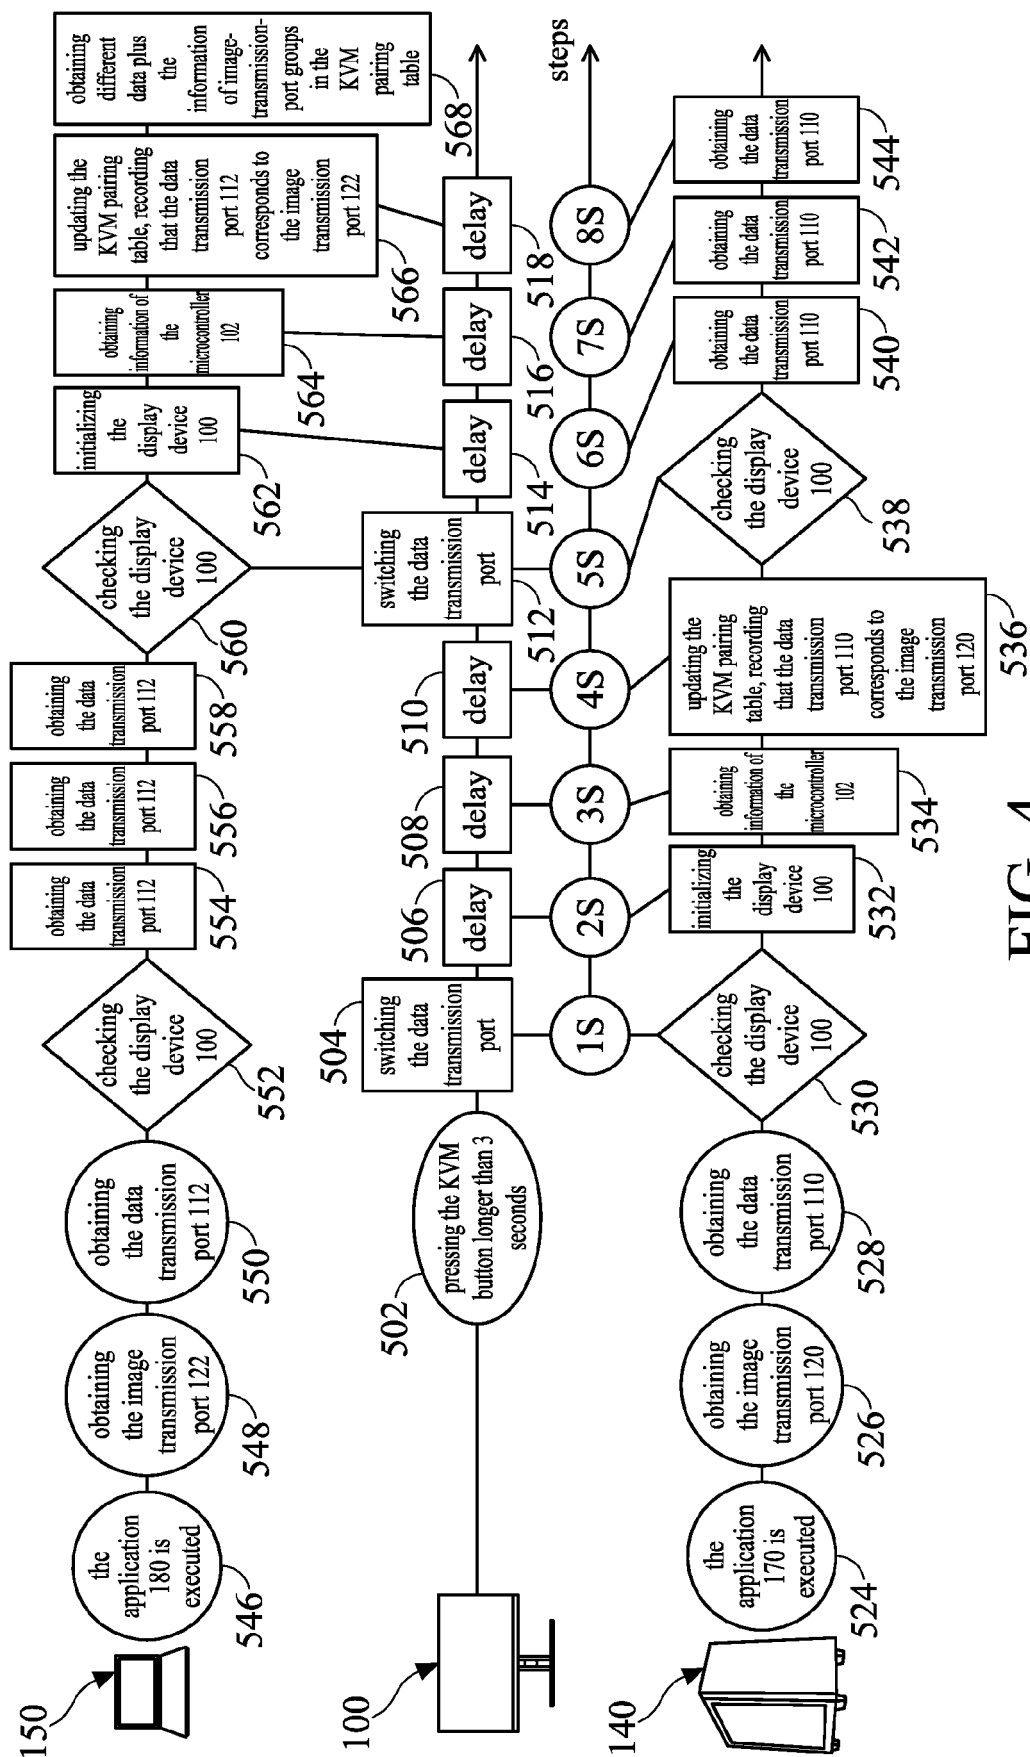 150
the
application
180 is
executed
546
obtaining
the image
transmission
port 122
548
obtaining
the data
transmission
port 112
550
checking
the display
device
100
552
obtaining
the data
transmission
port 112
554
obtaining
the data
transmission
port 112
556
obtaining
the data
transmission
port 112
558
checking
the display
device
100
560
initializing
the
display
device
100
562
obtaining
information of
the
microcontroller
102
564
updating the
KVM pairing
table, recording
that the data
transmission
port 112
corresponds to
the image
transmission
port 122
566
obtaining
different
data plus
the
information
of image-
transmission-
port groups
in the
KVM
pairing
table
568
100
pressing the KVM
button longer than 3
seconds
502
switching
the data
transmission
port
504
delay
506
delay
508
delay
510
switching
the data
transmission
port
512
delay
514
delay
516
delay
518
1S
2S
3S
4S
5S
6S
7S
8S
steps
140
the
application
170 is
executed
524
obtaining
the image
transmission
port 120
526
obtaining
the data
transmission
port 110
528
checking
the display
device
100
530
initializing
the
display
device
100
532
obtaining
information of
the
microcontroller
102
534
updating the
KVM pairing
table, recording
that the data
transmission
port 110
corresponds to
the image
transmission
port 120
536
checking
the display
device
100
538
obtaining
the data
transmission
port 110
540
obtaining
the data
transmission
port 110
542
obtaining
the data
transmission
port 110
544
FIG. 4